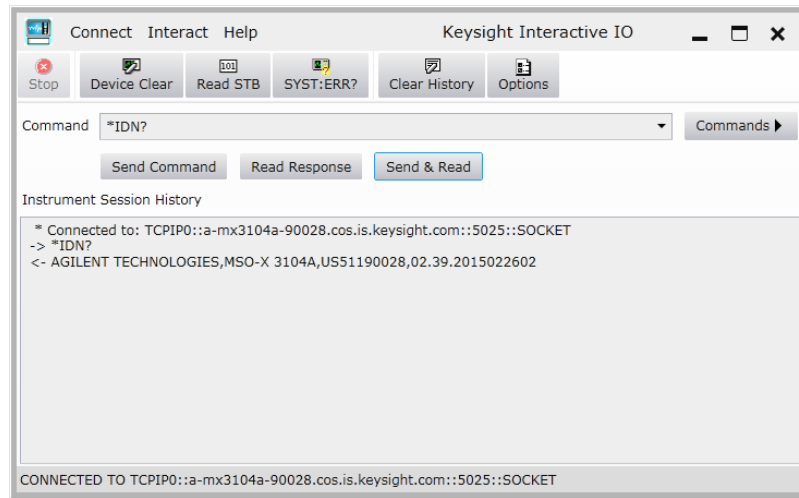 Connect Interact Help Keysight Interactive IO
Stop Device Clear Read STB SYST:ERR? Clear History Options
Command *IDN? Commands
Send Command Read Response Send & Read
Instrument Session History
* Connected to: TCPIP0::a-mx3104a-90028.cos.is.keysight.com::5025::SOCKET
-> *IDN?
<- AGILENT TECHNOLOGIES,MSO-X 3104A,US51190028,02.39.2015022602
CONNECTED TO TCPIP0::a-mx3104a-90028.cos.is.keysight.com::5025::SOCKET